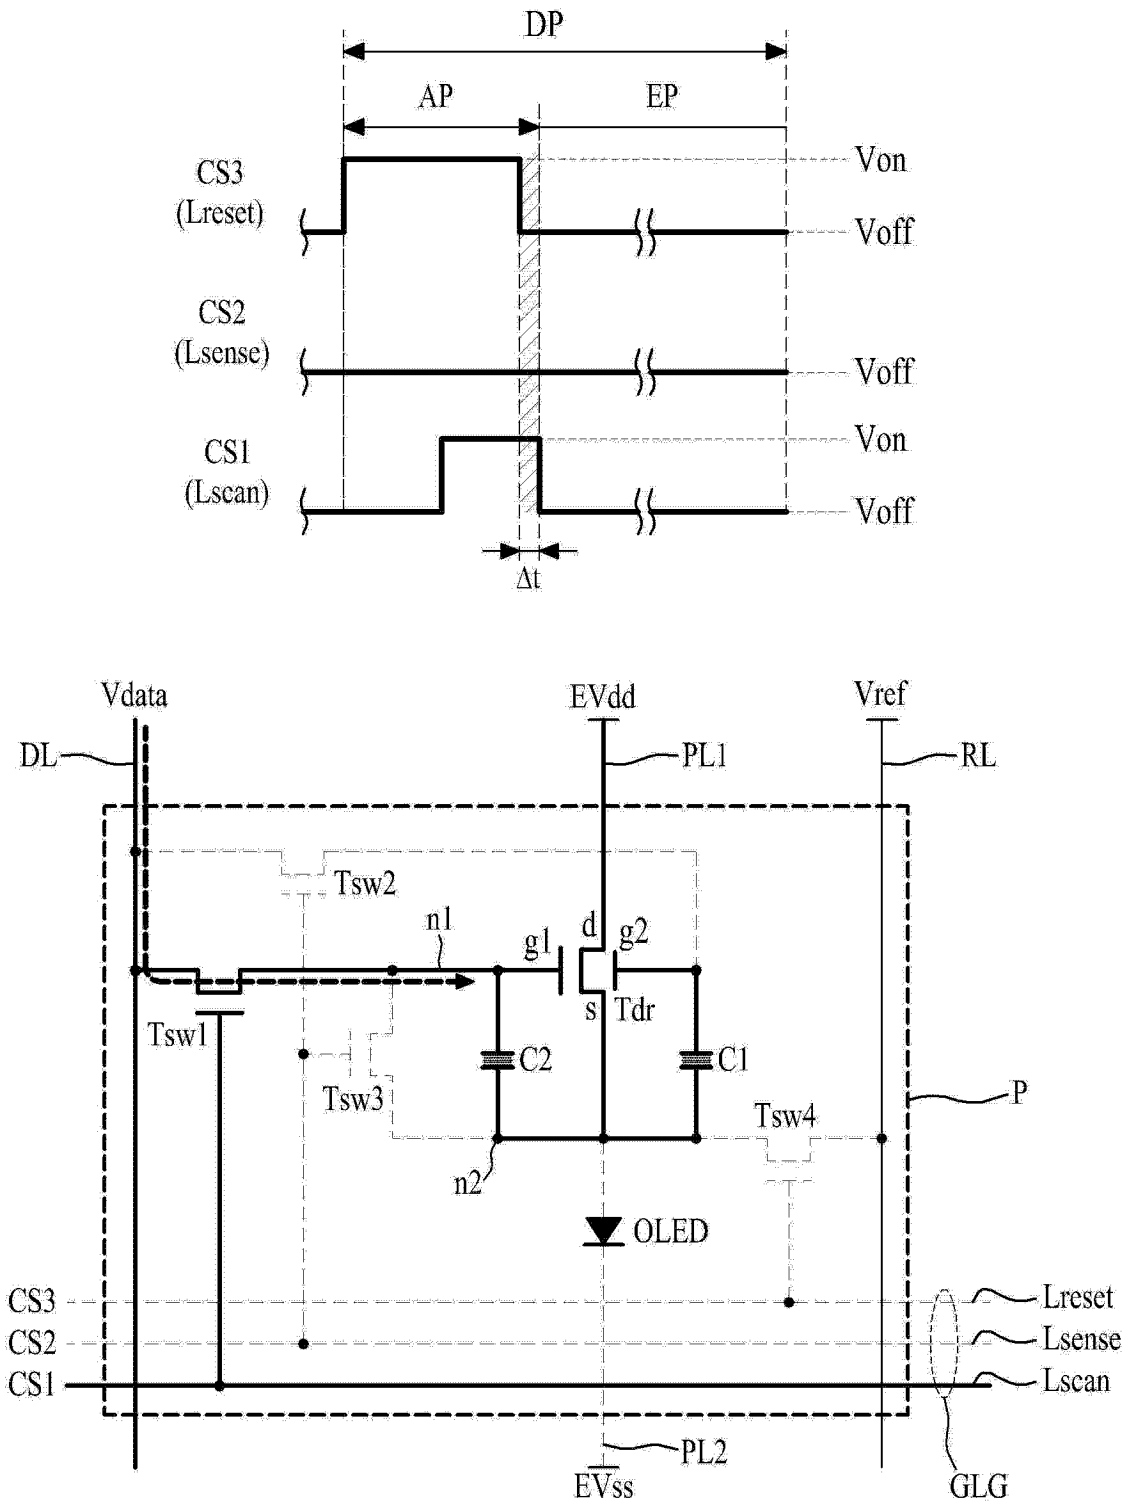 DP
AP
EP
CS3
(Lreset)
Von
Voff
CS2
(Lsense)
Voff
CS1
(Lscan)
Von
Voff
Δt
Vdata
EVdd
Vref
DL
PL1
RL
Tsw2
n1
g1
d
g2
s
Tdr
Tsw1
C2
C1
Tsw3
Tsw4
P
n2
OLED
CS3
Lreset
CS2
Lsense
CS1
Lscan
PL2
EVss
GLG